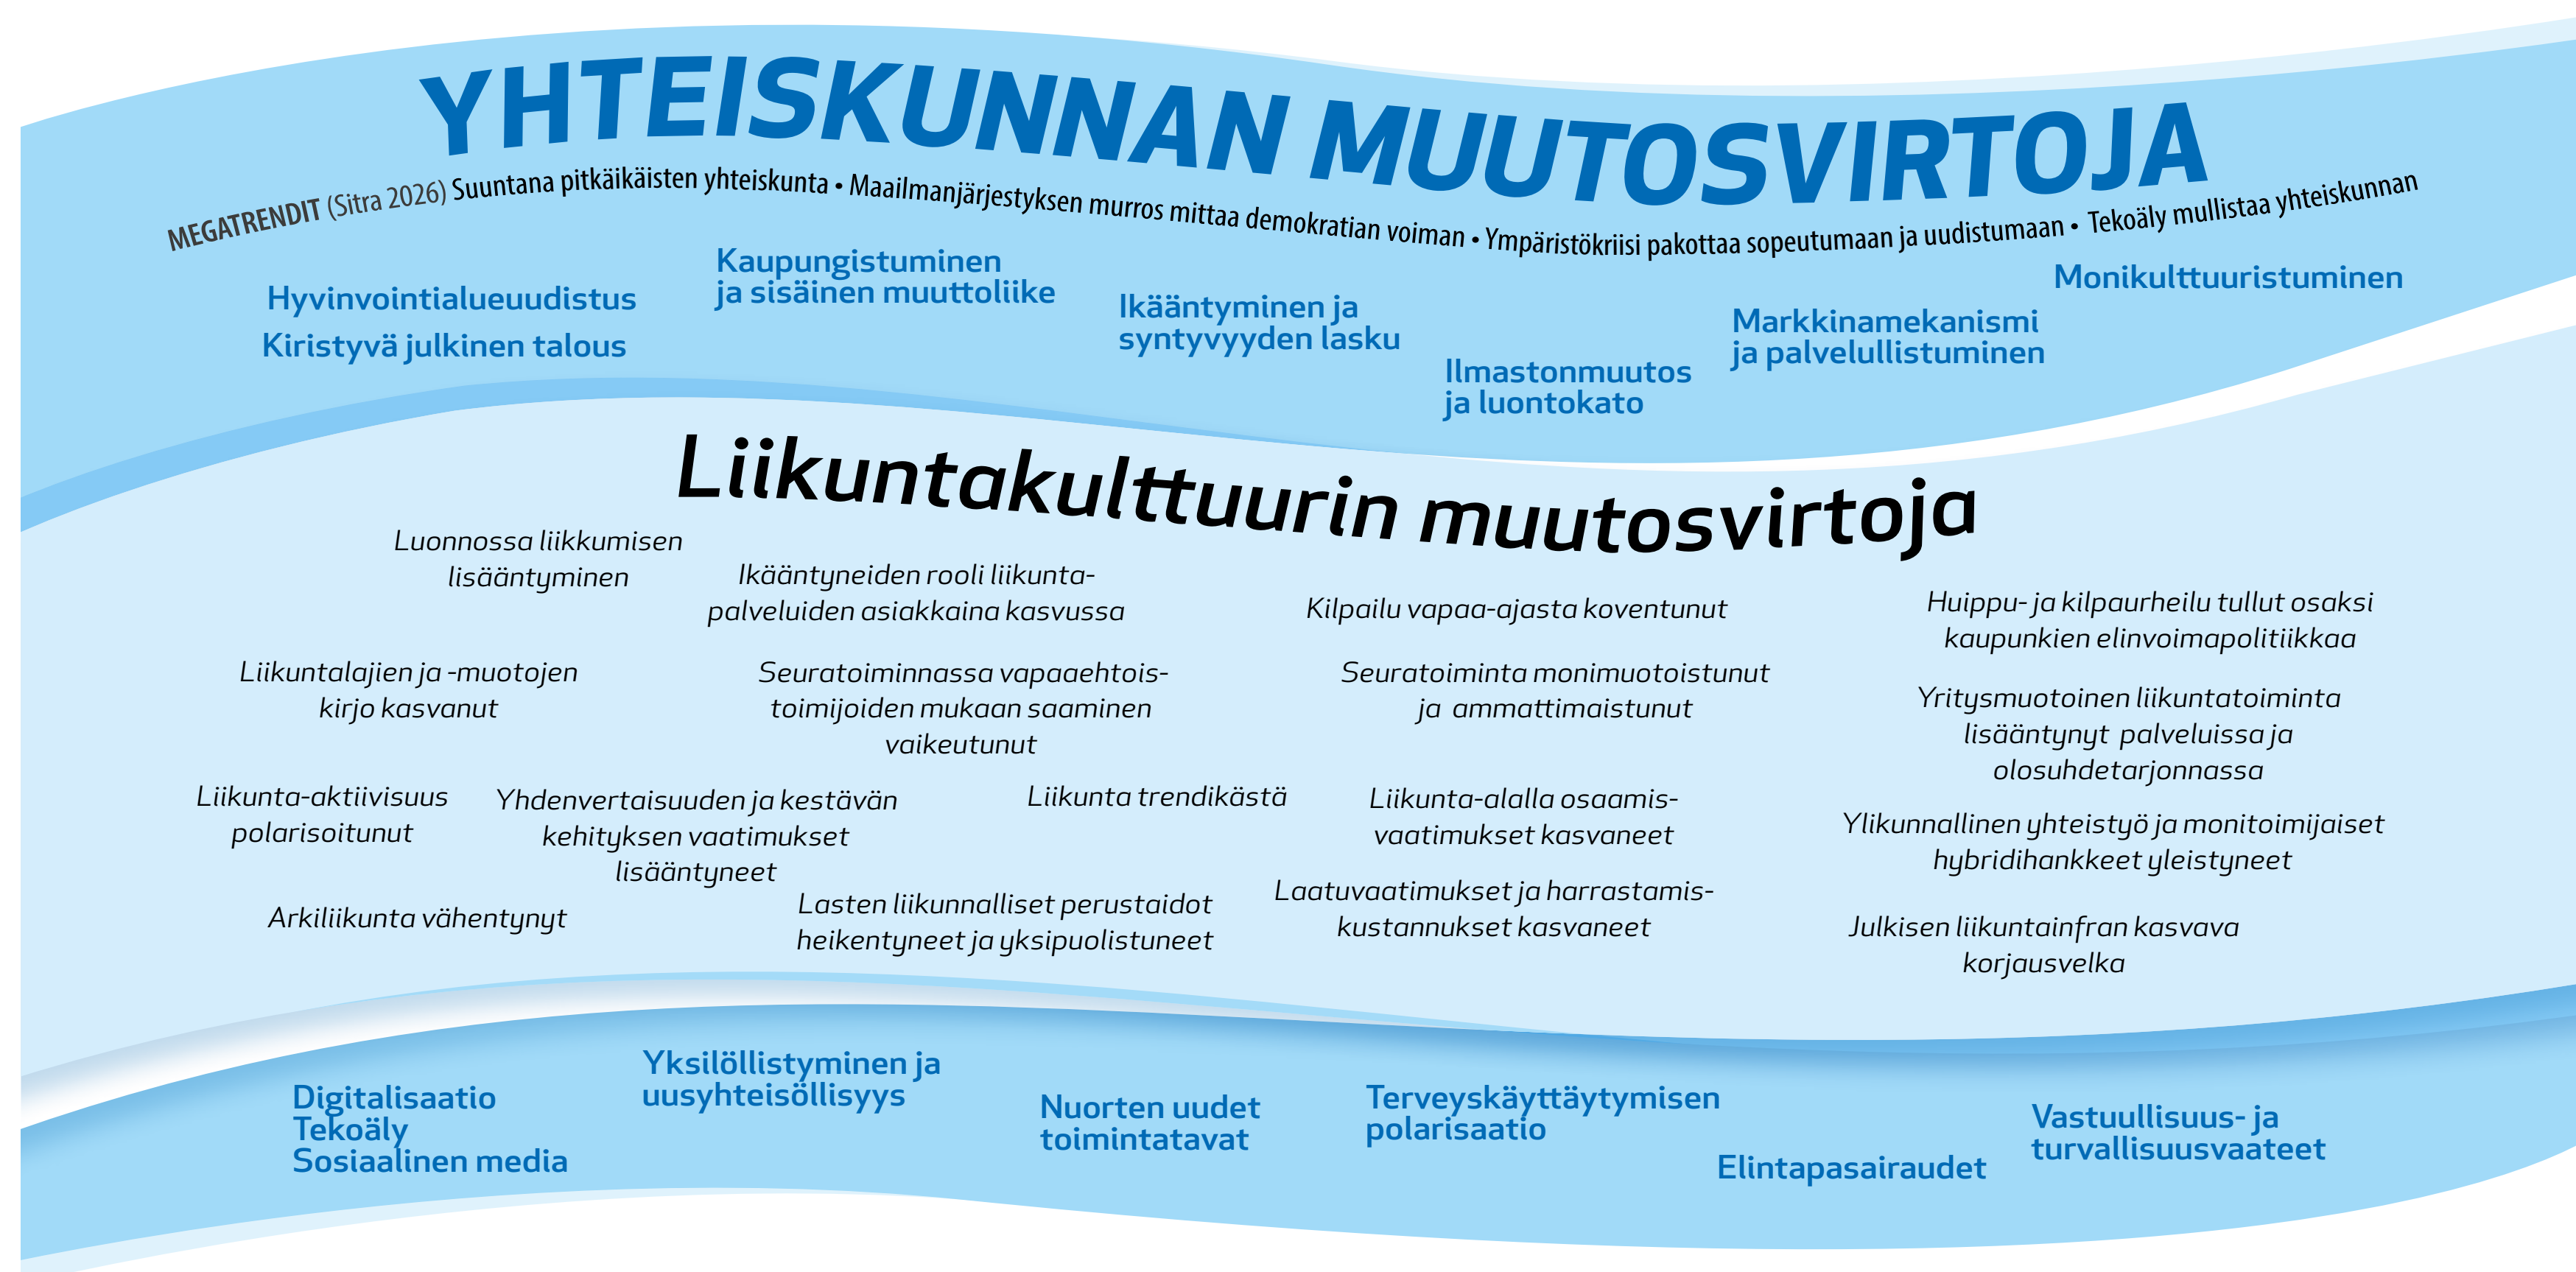 YHTEISKUNNAN MUUTOSVIRTOJA
MEGATRENDIT (Sitra 2026) Suuntana pitkäikäisten yhteiskunta • Maailmanjärjestyksen murros mittaa demokratian voiman • Ympäristökriisi pakottaa sopeutumaan ja uudistumaan • Tekoäly mullistaa yhteiskunnan
Hyvinvointialueuudistus
Kiristyvä julkinen talous
Kaupungistuminen
ja sisäinen muuttoliike
Ikääntyminen ja
syntyvyyden lasku
Ilmastonmuutos
ja luontokato
Markkinamekanismi
ja palvelullistuminen
Monikulttuuristuminen
Liikuntakulttuurin muutosvirtoja
Luonnossa liikkumisen
lisääntyminen
Ikääntyneiden rooli liikunta-
palveluiden asiakkaina kasvussa
Kilpailu vapaa-ajasta koventunut
Huippu- ja kilpaurheilu tullut osaksi
kaupunkien elinvoimapolitiikkaa
Liikuntalajien ja -muotojen
kirjo kasvanut
Seuratoiminnassa vapaaehtois-
toimijoiden mukaan saaminen
vaikeutunut
Seuratoiminta monimuotoistunut
ja ammattimaistunut
Yritysmuotoinen liikuntatoiminta
lisääntynyt palveluissa ja
olosuhdetarjonnassa
Liikunta-aktiivisuus
polarisoitunut
Yhdenvertaisuuden ja kestävän
kehityksen vaatimukset
lisääntyneet
Liikunta trendikästä
Liikunta-alalla osaamis-
vaatimukset kasvaneet
Ylikunnallinen yhteistyö ja monitoimijaiset
hybridihankkeet yleistyneet
Arkiliikunta vähentynyt
Lasten liikunnalliset perustaidot
heikentyneet ja yksipuolistuneet
Laatuvaatimukset ja harrastamis-
kustannukset kasvaneet
Julkisen liikuntainfran kasvava
korjausvelka
Digitalisaatio
Tekoäly
Sosiaalinen media
Yksilöllistyminen ja
uusyhteisöllisyys
Nuorten uudet
toimintatavat
Terveyskäyttäytymisen
polarisaatio
Elintapasairaudet
Vastuullisuus- ja
turvallisuusvaateet